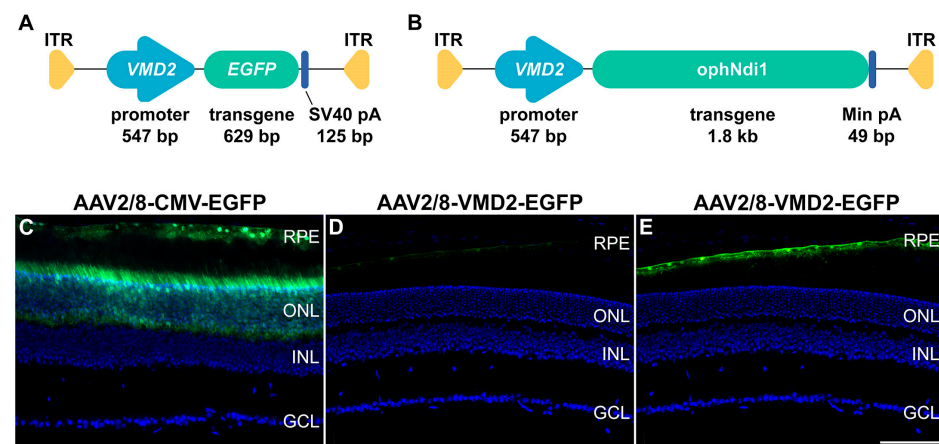 A
ITR
ITR
VMD2
EGFP
promoter
547 bp
transgene
629 bp
SV40 pA
125 bp
B
ITR
ITR
VMD2
ophNdi1
promoter
547 bp
transgene
1.8 kb
Min pA
49 bp
AAV2/8-CMV-EGFP
AAV2/8-VMD2-EGFP
AAV2/8-VMD2-EGFP
C
RPE
ONL
INL
GCL
D
RPE
ONL
INL
GCL
E
RPE
ONL
INL
GCL